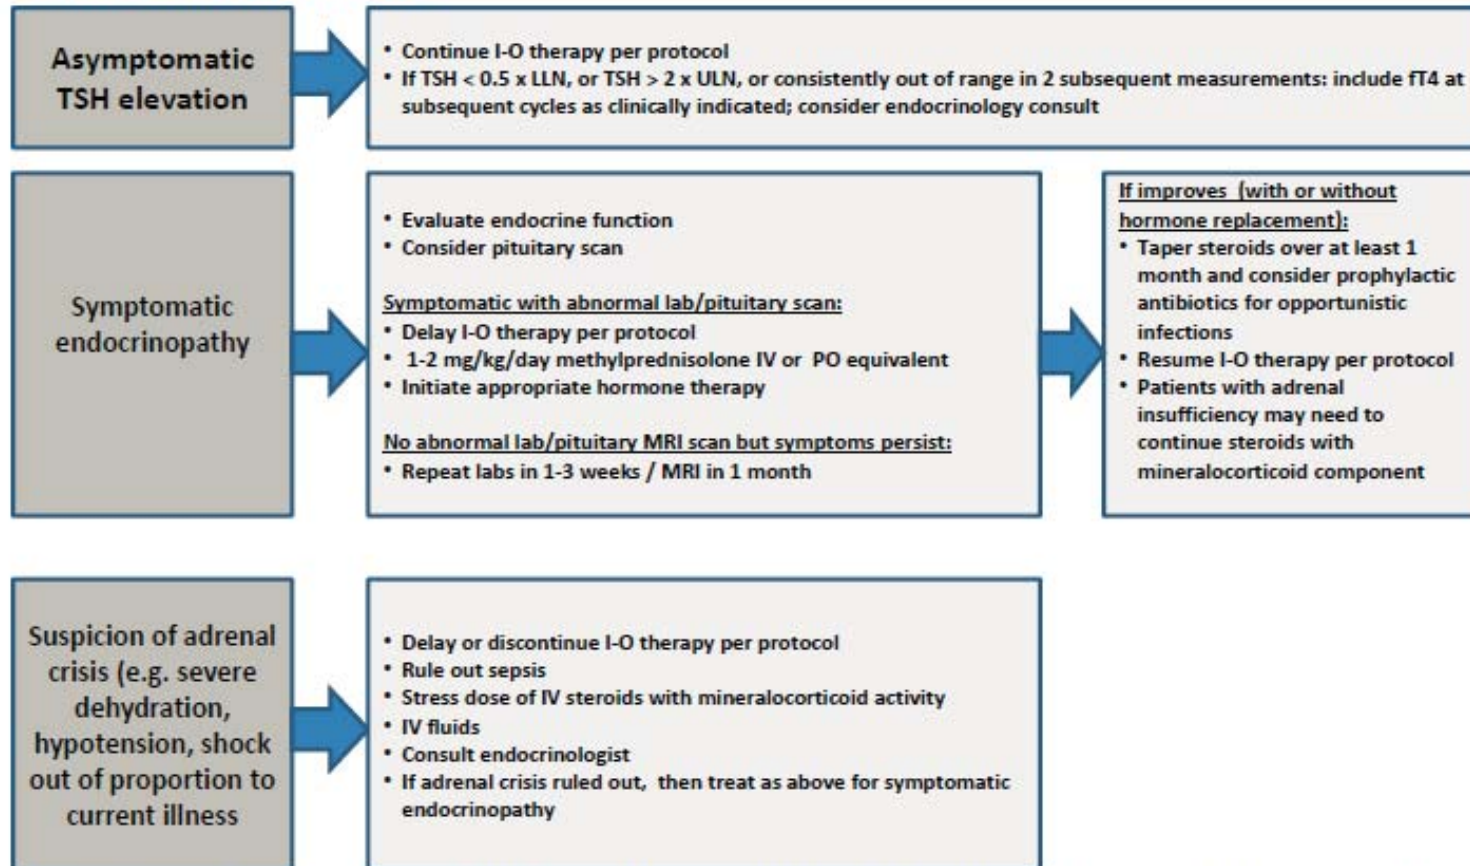 Asymptomatic
TSH elevation
• Continue I-O therapy per protocol
• If TSH < 0.5 x LLN, or TSH > 2 x ULN, or consistently out of range in 2 subsequent measurements: include fT4 at
subsequent cycles as clinically indicated; consider endocrinology consult
Symptomatic
endocrinopathy
• Evaluate endocrine function
• Consider pituitary scan
Symptomatic with abnormal lab/pituitary scan:
• Delay I-O therapy per protocol
• 1-2 mg/kg/day methylprednisolone IV or PO equivalent
• Initiate appropriate hormone therapy
No abnormal lab/pituitary MRI scan but symptoms persist:
• Repeat labs in 1-3 weeks / MRI in 1 month
If improves (with or without
hormone replacement):
• Taper steroids over at least 1
month and consider prophylactic
antibiotics for opportunistic
infections
• Resume I-O therapy per protocol
• Patients with adrenal
insufficiency may need to
continue steroids with
mineralocorticoid component
Suspicion of adrenal
crisis (e.g. severe
dehydration,
hypotension, shock
out of proportion to
current illness
• Delay or discontinue I-O therapy per protocol
• Rule out sepsis
• Stress dose of IV steroids with mineralocorticoid activity
• IV fluids
• Consult endocrinologist
• If adrenal crisis ruled out, then treat as above for symptomatic
endocrinopathy